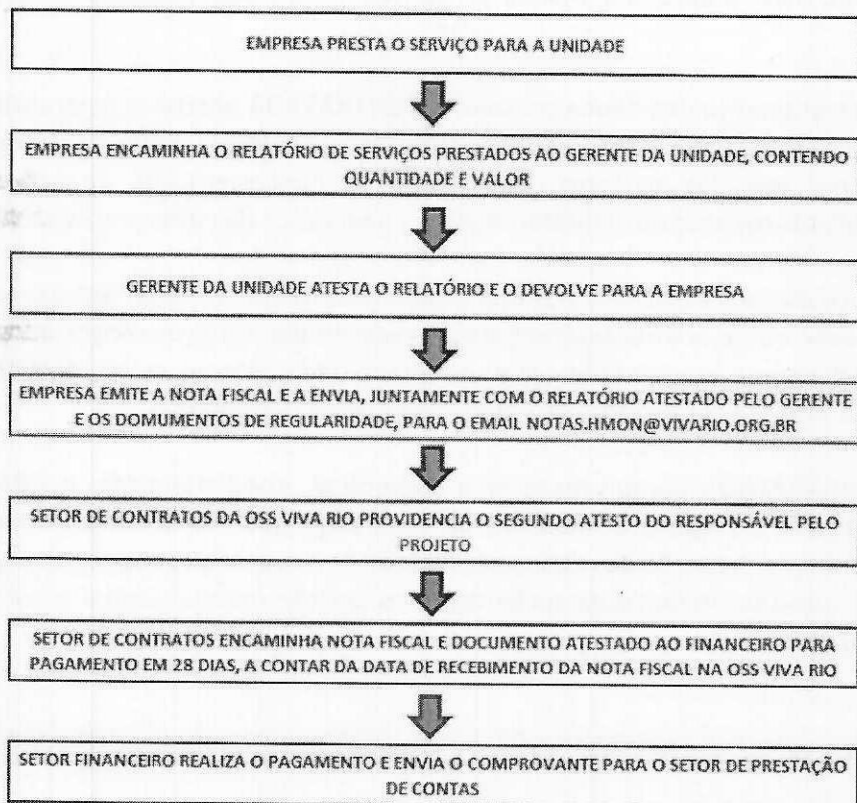 EMPRESA PRESTA O SERVIÇO PARA A UNIDADE
EMPRESA ENCAMINHA O RELATÓRIO DE SERVIÇOS PRESTADOS AO GERENTE DA UNIDADE, CONTENDO
QUANTIDADE E VALOR
GERENTE DA UNIDADE ATESTA O RELATÓRIO E O DEVOLVE PARA A EMPRESA
EMPRESA EMITE A NOTA FISCAL E A ENVIA, JUNTAMENTE COM O RELATÓRIO ATESTADO PELO GERENTE
E OS DOMUMENTOS DE REGULARIDADE, PARA O EMAIL NOTAS.HMON@VIVARIO.ORG.BR
SETOR DE CONTRATOS DA OSS VIVA RIO PROVIDENCIA O SEGUNDO ATESTO DO RESPONSÁVEL PELO
PROJETO
SETOR DE CONTRATOS ENCAMINHA NOTA FISCAL E DOCUMENTO ATESTADO AO FINANCEIRO PARA
PAGAMENTO EM 28 DIAS, A CONTAR DA DATA DE RECEBIMENTO DA NOTA FISCAL NA OSS VIVA RIO
SETOR FINANCEIRO REALIZA O PAGAMENTO E ENVIA O COMPROVANTE PARA O SETOR DE PRESTAÇÃO
DE CONTAS